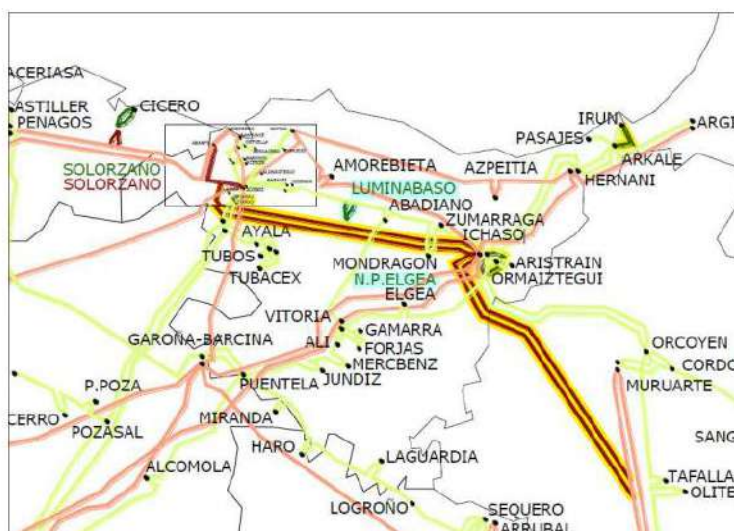 ACERIASA
ASTILLER
CICERO
PENAGOS
IRUN
ARGI
PASAJES
ARKALE
SOLORZANO
SOLORZANO
AMOREBIETA
AZPEITIA
HERNANI
LUMINABASO
ABADIANO
ZUMARRAGA
AYALA
ICHASO
TUBOS
MONDRAGON
ARISTRAIN
TUBACEX
N.P.ELGEA
ORMAIZTEGUI
ELGEA
VITORIA
GAROÑA-BARCINA
GAMARRA
ALI
FORJAS
ORCOYEN
MERCBENZ
CORDO
P.POZA
PUENTELA
JUNDIZ
MURUARTE
CERRO
MIRANDA
POZASAL
SANG
HARO
LAGUARDIA
ALCOMOLA
TAFALLA
OLITE
LOGROÑO
SEQUERO
ARRUBAL